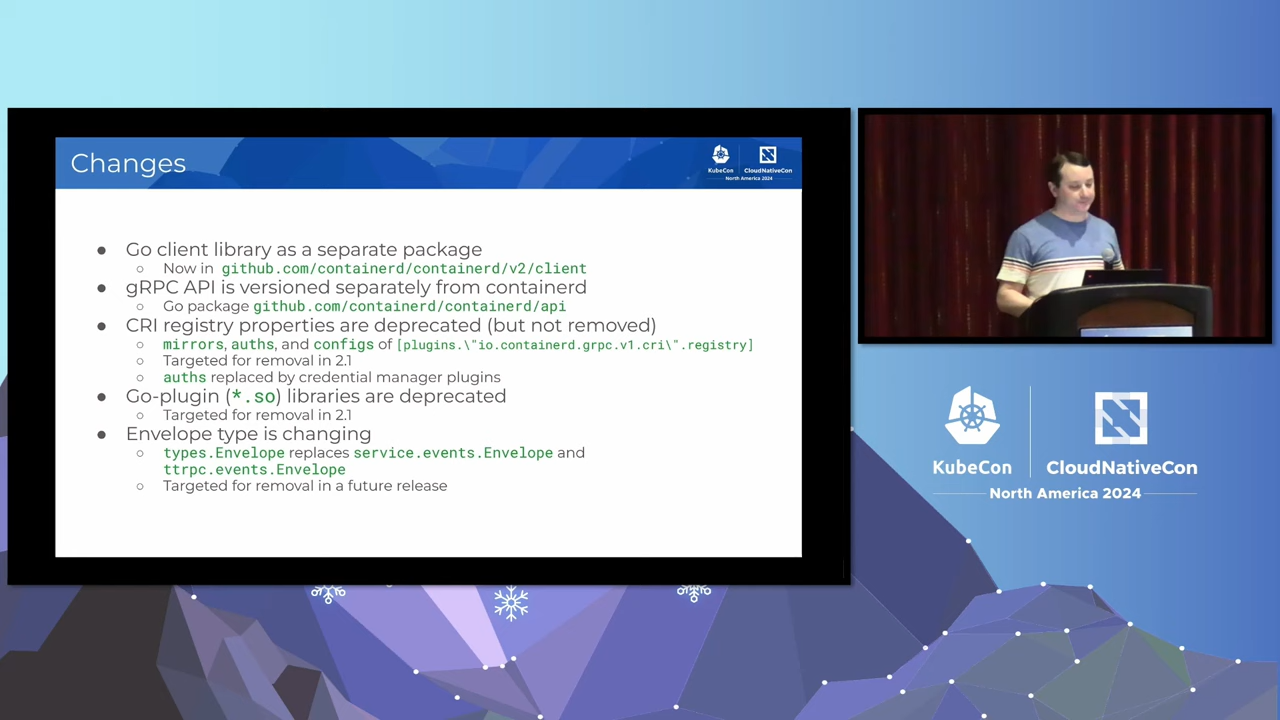 Changes
KubeCon
CloudNativeCon
North America 2024
● Go client library as a separate package
○ Now in github.com/containerd/containerd/v2/client
● gRPC API is versioned separately from containerd
○ Go package github.com/containerd/containerd/api
● CRI registry properties are deprecated (but not removed)
○ mirrors, auths, and configs of [plugins.\"io.containerd.grpc.v1.cri\".registry]
○ Targeted for removal in 2.1
○ auths replaced by credential manager plugins
● Go-plugin (*.so) libraries are deprecated
○ Targeted for removal in 2.1
● Envelope type is changing
○ types.Envelope replaces service.events.Envelope and
ttrpc.events.Envelope
○ Targeted for removal in a future release
KubeCon
CloudNativeCon
North America 2024